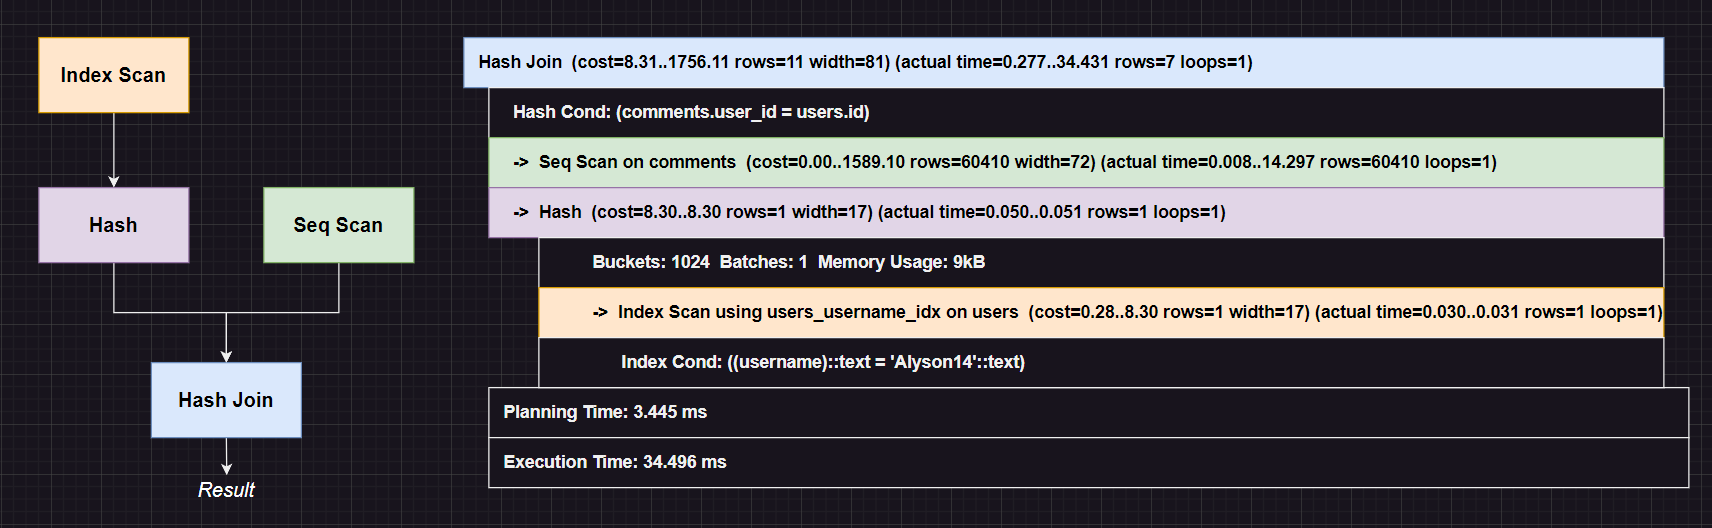 Index Scan
Hash
Seq Scan
Hash Join
Result
Hash Join  (cost=8.31..1756.11 rows=11 width=81) (actual time=0.277..34.431 rows=7 loops=1)
Hash Cond: (comments.user_id = users.id)
->  Seq Scan on comments  (cost=0.00..1589.10 rows=60410 width=72) (actual time=0.008..14.297 rows=60410 loops=1)
->  Hash  (cost=8.30..8.30 rows=1 width=17) (actual time=0.050..0.051 rows=1 loops=1)
Buckets: 1024  Batches: 1  Memory Usage: 9kB
->  Index Scan using users_username_idx on users  (cost=0.28..8.30 rows=1 width=17) (actual time=0.030..0.031 rows=1 loops=1)
Index Cond: ((username)::text = 'Alyson14'::text)
Planning Time: 3.445 ms
Execution Time: 34.496 ms